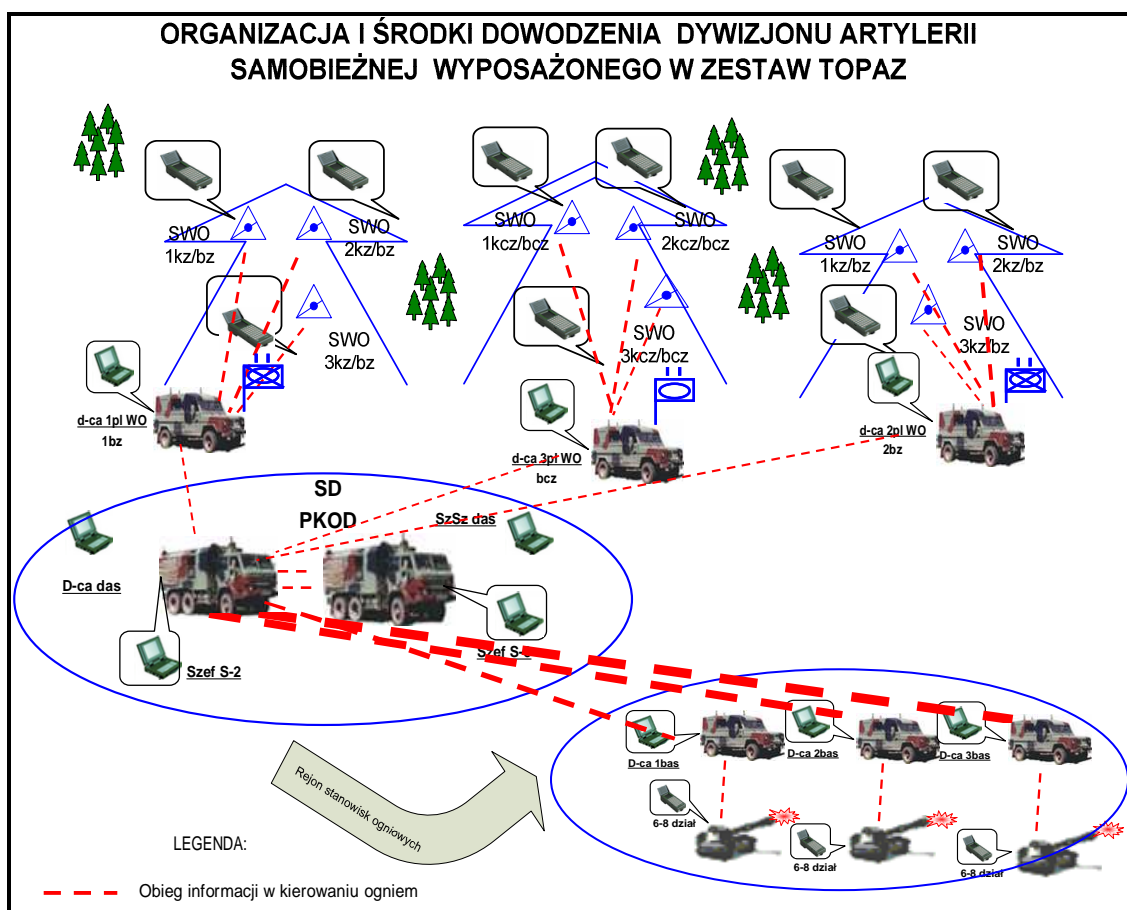 ORGANIZACJA I ŚRODKI DOWODZENIA DYWIZJONU ARTYLERII
SAMOBIEŻNEJ WYPOSAŻONEGO W ZESTAW TOPAZ
SWO
1kz/bz
SWO
2kz/bz
SWO
3kz/bz
SWO
1kcz/bcz
SWO
2kcz/bcz
SWO
3kcz/bcz
SWO
1kz/bz
SWO
2kz/bz
SWO
3kz/bz
d-ca 1pl WO
1bz
d-ca 3pl WO
bcz
d-ca 2pl WO
2bz
SD
PKOD
SzSz das
D-ca das
Szef S-2
Szef
D-ca 1bas
D-ca 2bas
D-ca 3bas
6-8 dział
6-8 dział
6-8 dział
Rejon stanowisk ogniowych
LEGENDA:
Obieg informacji w kierowaniu ogniem